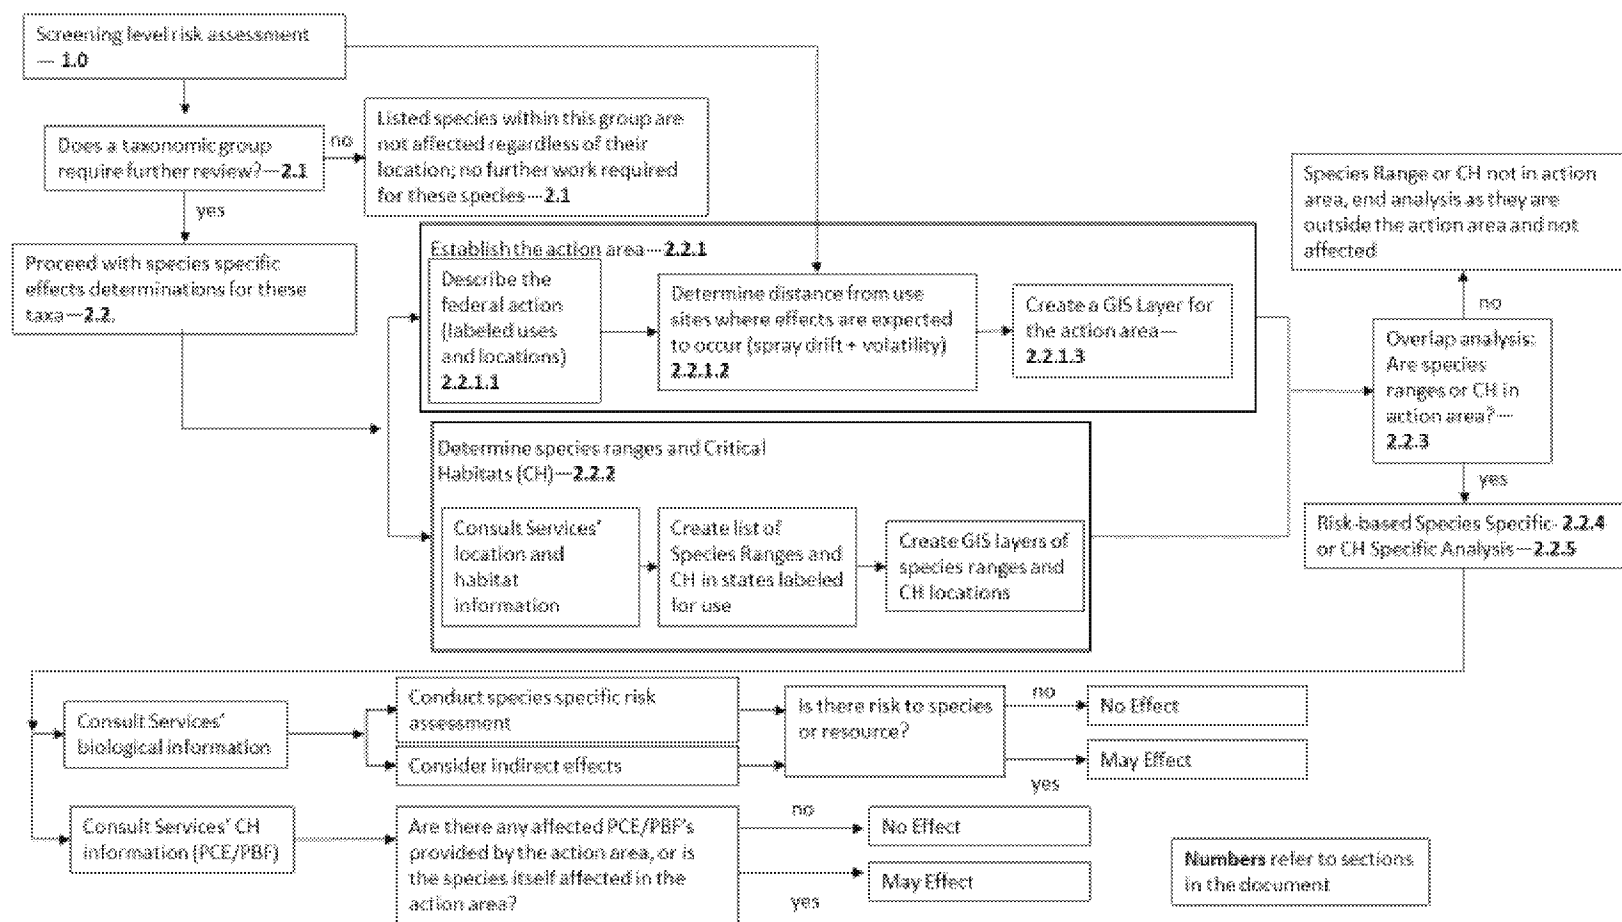 Screening level risk assessment
— 1.0
Does a taxonomic group
require further review?—2.1
no
Listed species within this group are
not affected regardless of their
location; no further work required
for these species—2.1
yes
Proceed with species specific
effects determinations for these
taxa—2.2.
Establish the action area—2.2.1
Describe the
federal action
(labeled uses
and locations)
2.2.1.1
Determine distance from use
sites where effects are expected
to occur (spray drift + volatility)
2.2.1.2
Create a GIS Layer for
the action area—
2.2.1.3
Determine species ranges and Critical
Habitats (CH)—2.2.2
Consult Services'
location and
habitat
information
Create list of
Species Ranges and
CH in states labeled
for use
Create GIS layers of
species ranges and
CH locations
Species Range or CH not in action
area, end analysis as they are
outside the action area and not
affected
no
Overlap analysis:
Are species
ranges or CH in
action area?—
2.2.3
yes
Risk-based Species Specific- 2.2.4
or CH Specific Analysis—2.2.5
Consult Services'
biological information
Conduct species specific risk
assessment
Consider indirect effects
Is there risk to species
or resource?
no
No Effect
yes
May Effect
Consult Services' CH
information (PCE/PBF)
Are there any affected PCE/PBF's
provided by the action area, or is
the species itself affected in the
action area?
no
No Effect
yes
May Effect
Numbers refer to sections
in the document